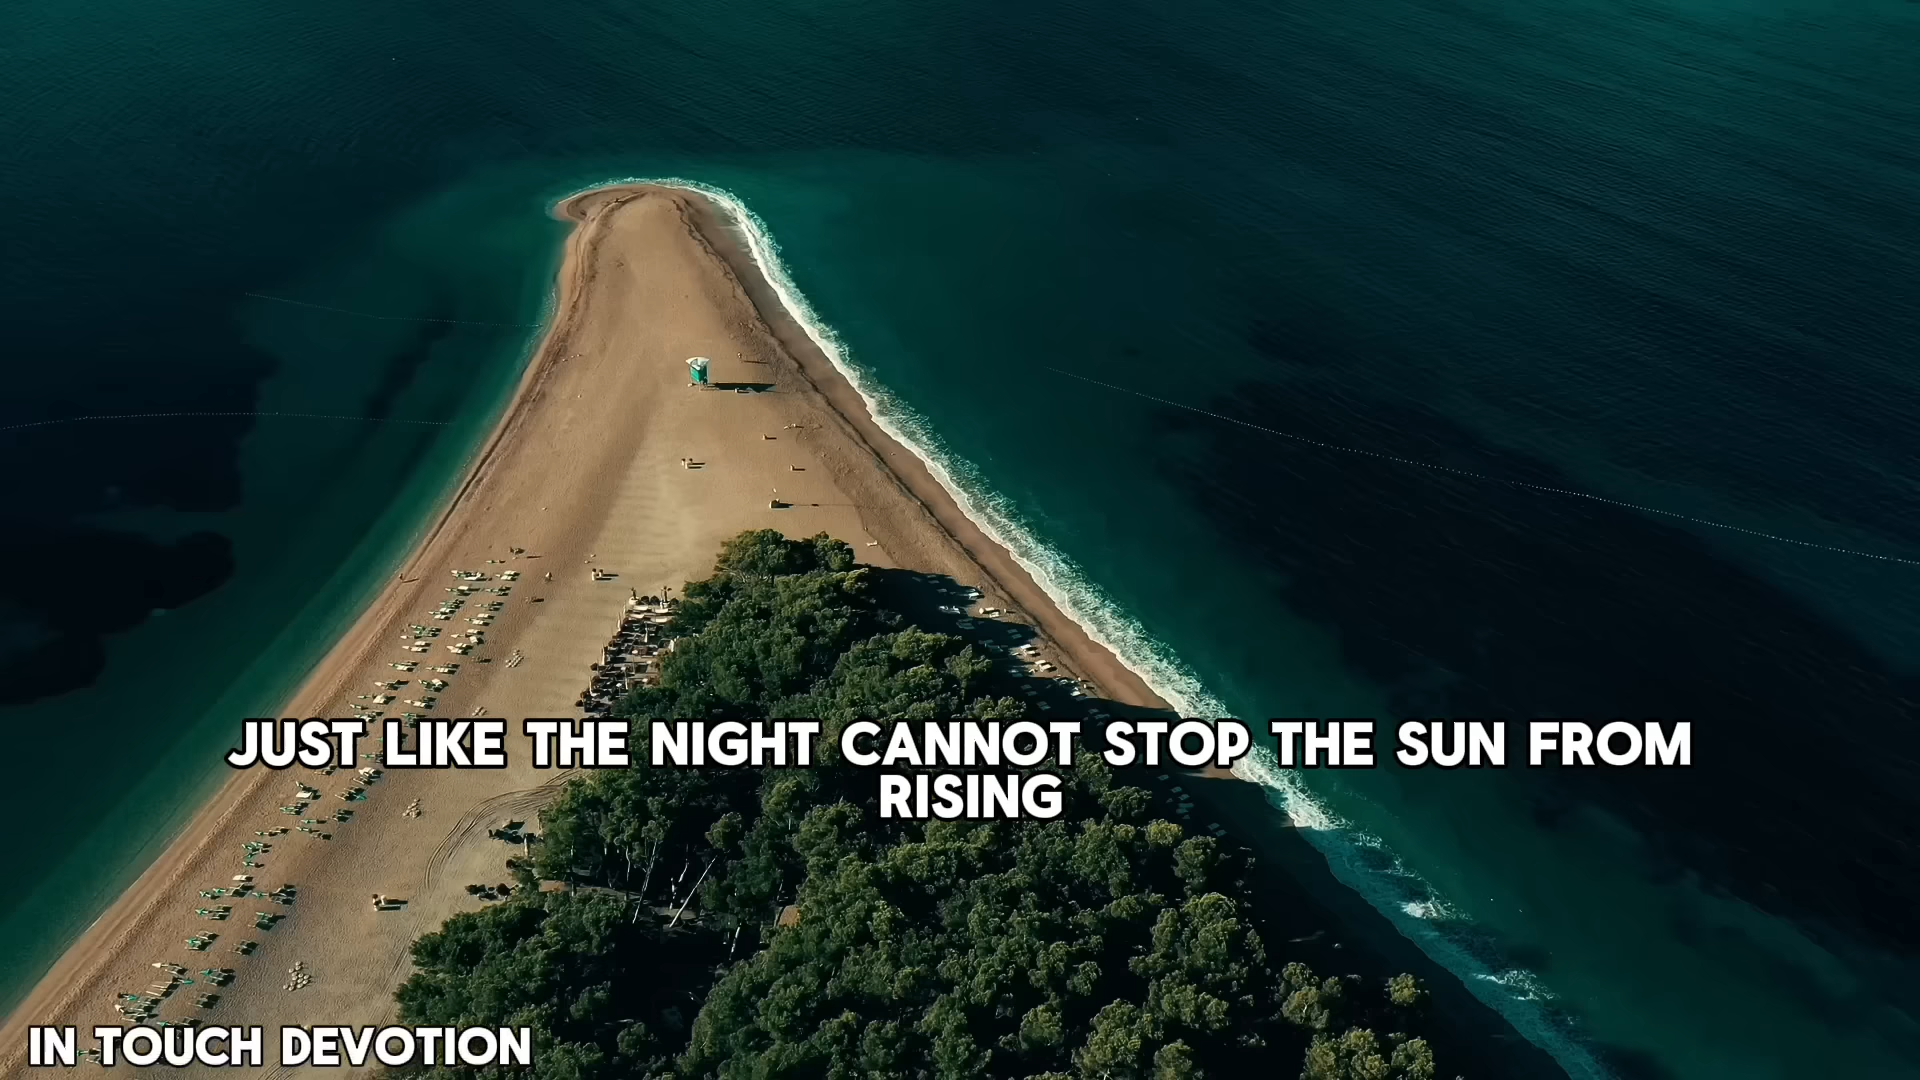 JUST LIKE THE NIGHT CANNOT STOP THE SUN FROM
RISING
IN TOUCH DEVOTION